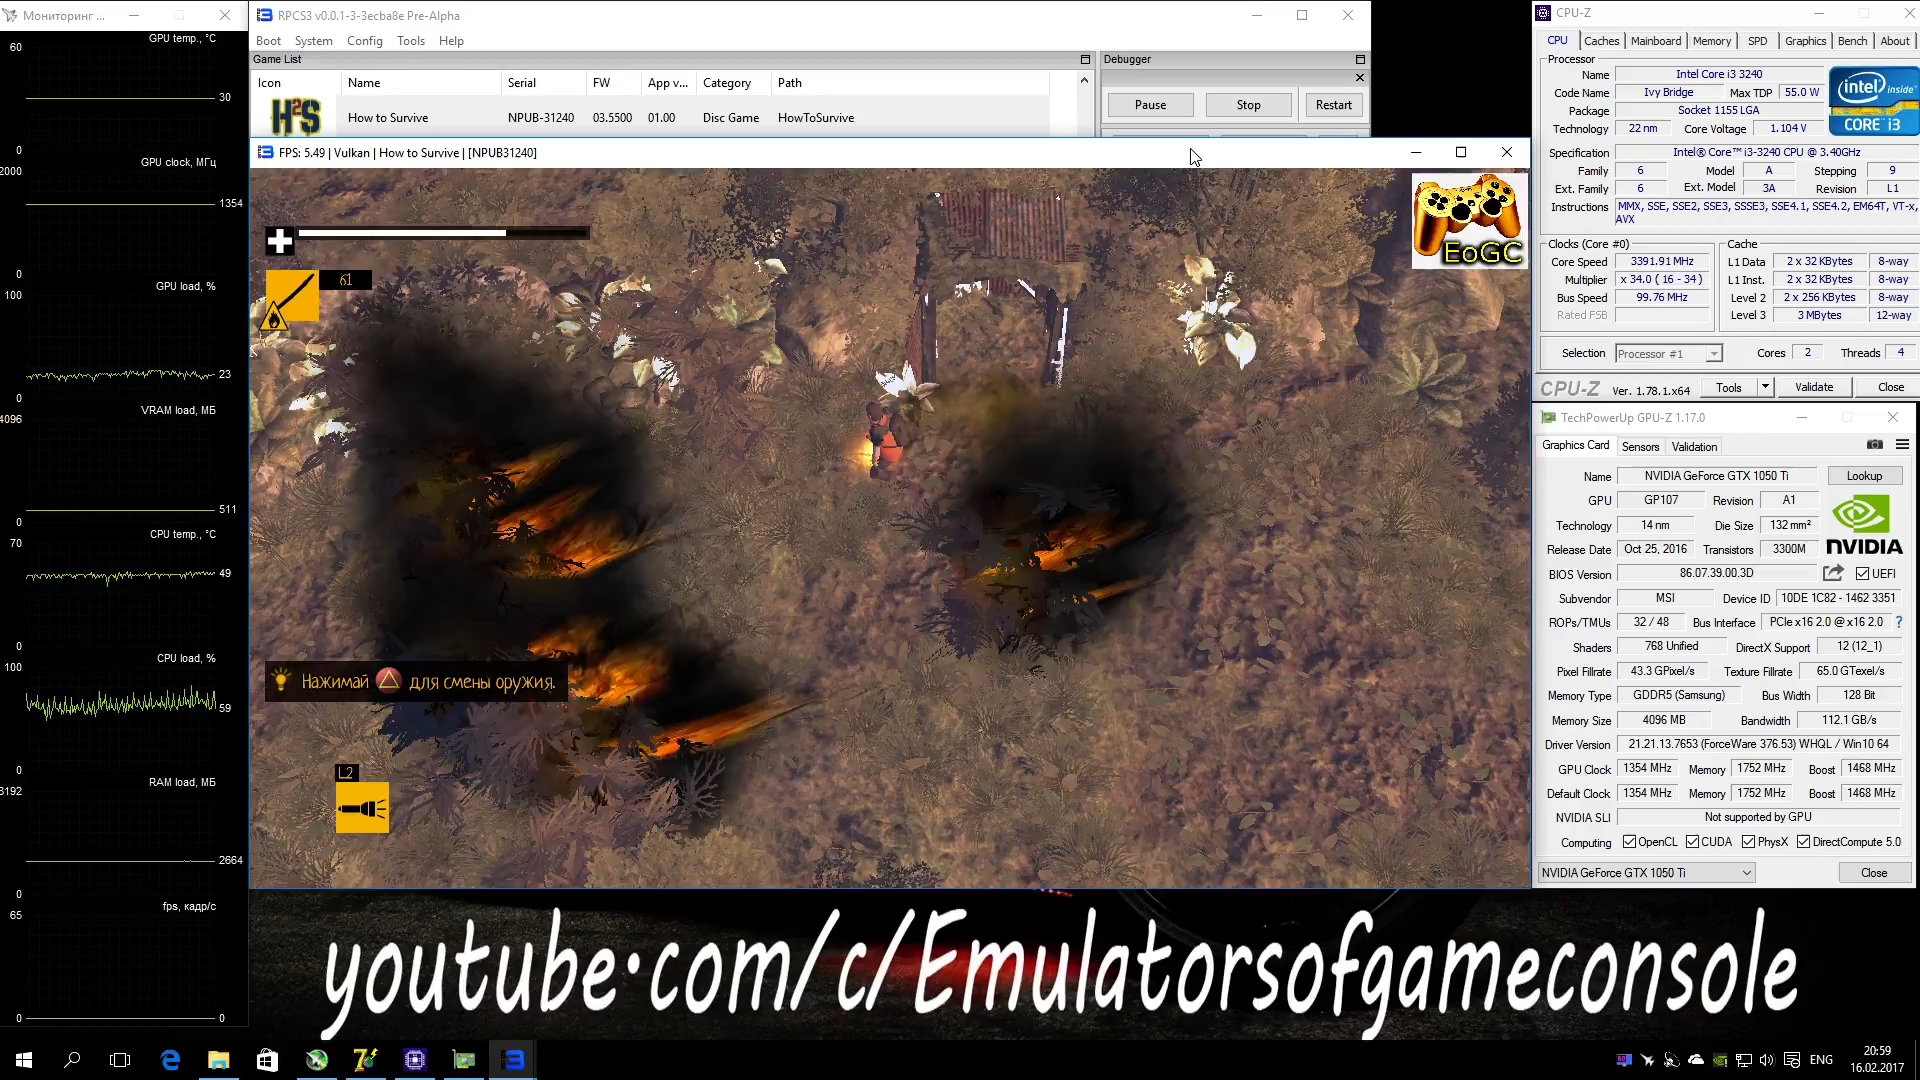 Мониторинг ...
GPU temp., °C
60
30
0
GPU clock, МГц
2000
1354
0
GPU load, %
100
23
0
VRAM load, МБ
4096
511
0
CPU temp., °C
70
49
0
CPU load, %
100
59
0
RAM load, МБ
3192
2664
0
fps, кадр/с
65
0
0
RPCS3 v0.0.1-3-3ecba8e Pre-Alpha
Boot System Config Tools Help
Game List
Icon Name Serial FW App v... Category Path
H2S How to Survive NPUB-31240 03.5500 01.00 Disc Game HowToSurvive
Debugger
Pause Stop Restart
FPS: 5.49 | Vulkan | How to Survive | [NPUB31240]
EoGC
61
Нажимай для смены оружия.
L2
CPU-Z
CPU Caches Mainboard Memory SPD Graphics Bench About
Processor
Name Intel Core i3 3240
Code Name Ivy Bridge Max TDP 55.0 W
Package Socket 1155 LGA
Technology 22 nm Core Voltage 1.104 V
intel inside
CORE i3
Specification Intel® Core™ i3-3240 CPU @ 3.40GHz
Family 6 Model A Stepping 9
Ext. Family 6 Ext. Model 3A Revision L1
Instructions MMX, SSE, SSE2, SSE3, SSSE3, SSE4.1, SSE4.2, EM64T, VT-x,
AVX
Clocks (Core #0) Cache
Core Speed 3391.91 MHz L1 Data 2 x 32 KBytes 8-way
Multiplier x 34.0 ( 16 - 34 ) L1 Inst. 2 x 32 KBytes 8-way
Bus Speed 99.76 MHz Level 2 2 x 256 KBytes 8-way
Rated FSB Level 3 3 MBytes 12-way
Selection Processor #1 Cores 2 Threads 4
CPU-Z Ver. 1.78.1.x64 Tools Validate Close
TechPowerUp GPU-Z 1.17.0
Graphics Card Sensors Validation
Name NVIDIA GeForce GTX 1050 Ti Lookup
GPU GP107 Revision A1
Technology 14 nm Die Size 132 mm²
Release Date Oct 25, 2016 Transistors 3300M
NVIDIA
BIOS Version 86.07.39.00.3D UEFI
Subvendor MSI Device ID 10DE 1C82 - 1462 3351
ROPs/TMUs 32 / 48 Bus Interface PCIe x16 2.0 @ x16 2.0 ?
Shaders 768 Unified DirectX Support 12 (12_1)
Pixel Fillrate 43.3 GPixel/s Texture Fillrate 65.0 GTexel/s
Memory Type GDDR5 (Samsung) Bus Width 128 Bit
Memory Size 4096 MB Bandwidth 112.1 GB/s
Driver Version 21.21.13.7653 (ForceWare 376.53) WHQL / Win10 64
GPU Clock 1354 MHz Memory 1752 MHz Boost 1468 MHz
Default Clock 1354 MHz Memory 1752 MHz Boost 1468 MHz
NVIDIA SLI Not supported by GPU
Computing OpenCL CUDA PhysX DirectCompute 5.0
NVIDIA GeForce GTX 1050 Ti Close
youtube.com/c/Emulatorsofgameconsole
ENG
20:59
16.02.2017